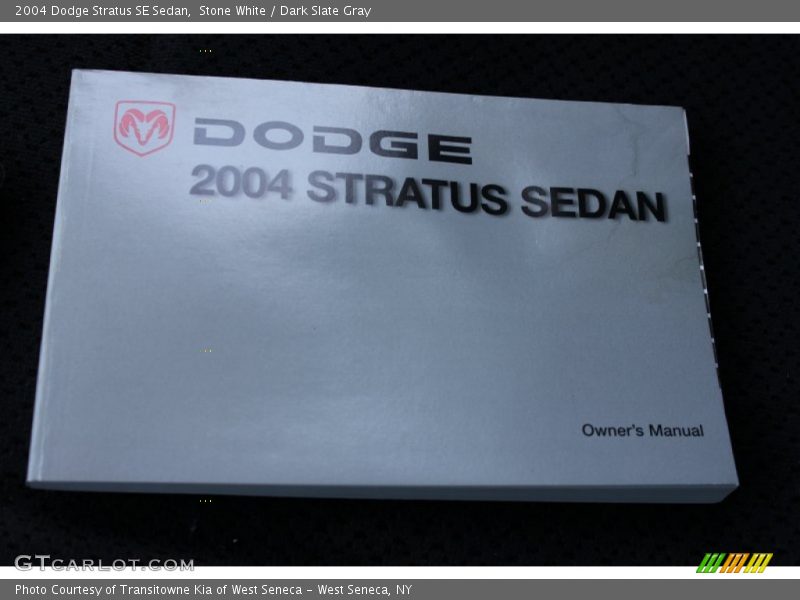 2004 Dodge Stratus SE Sedan, Stone White / Dark Slate Gray
DODGE
2004 STRATUS SEDAN
Owner's Manual
GTCARLOT.COM
Photo Courtesy of Transitowne Kia of West Seneca - West Seneca, NY